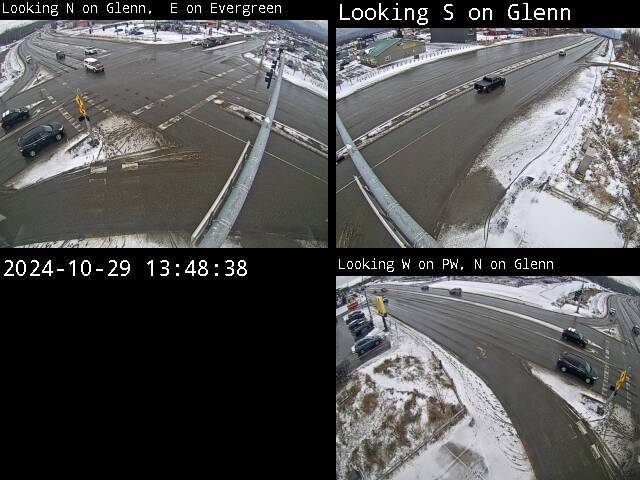 Looking N on Glenn, E on Evergreen
Looking S on Glenn
2024-10-29 13:48:38
Looking W on PW, N on Glenn